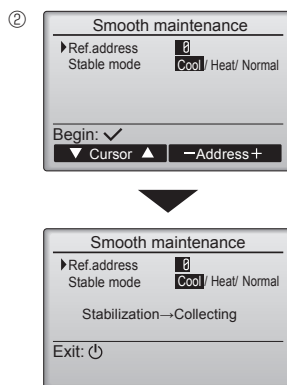 ②
Smooth maintenance
▶Ref.address 0
Stable mode Cool / Heat/ Normal
Begin: ✓
▼ Cursor ▲ −Address+
Smooth maintenance
▶Ref.address 0
Stable mode Cool / Heat/ Normal
Stabilization→Collecting
Exit: ⏻